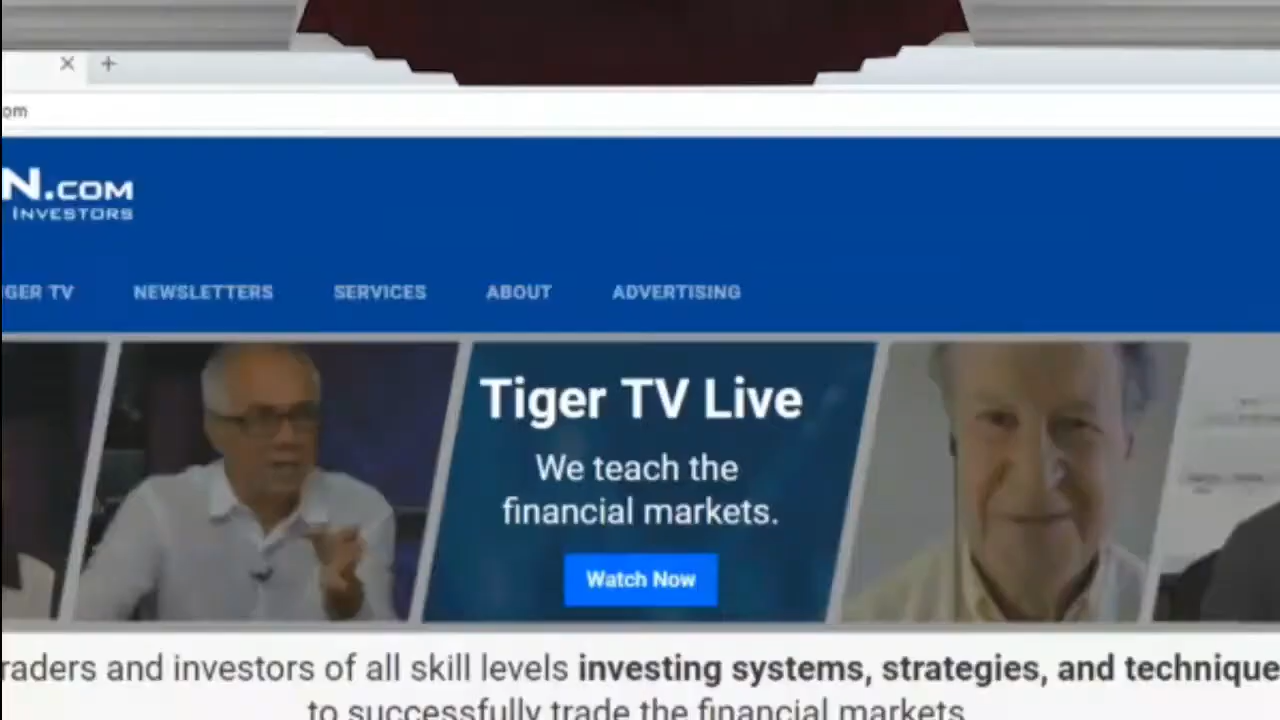 om
N.COM
INVESTORS
IGER TV NEWSLETTERS SERVICES ABOUT ADVERTISING
Tiger TV Live
We teach the
financial markets.
Watch Now
raders and investors of all skill levels investing systems, strategies, and technique
to successfully trade the financial markets